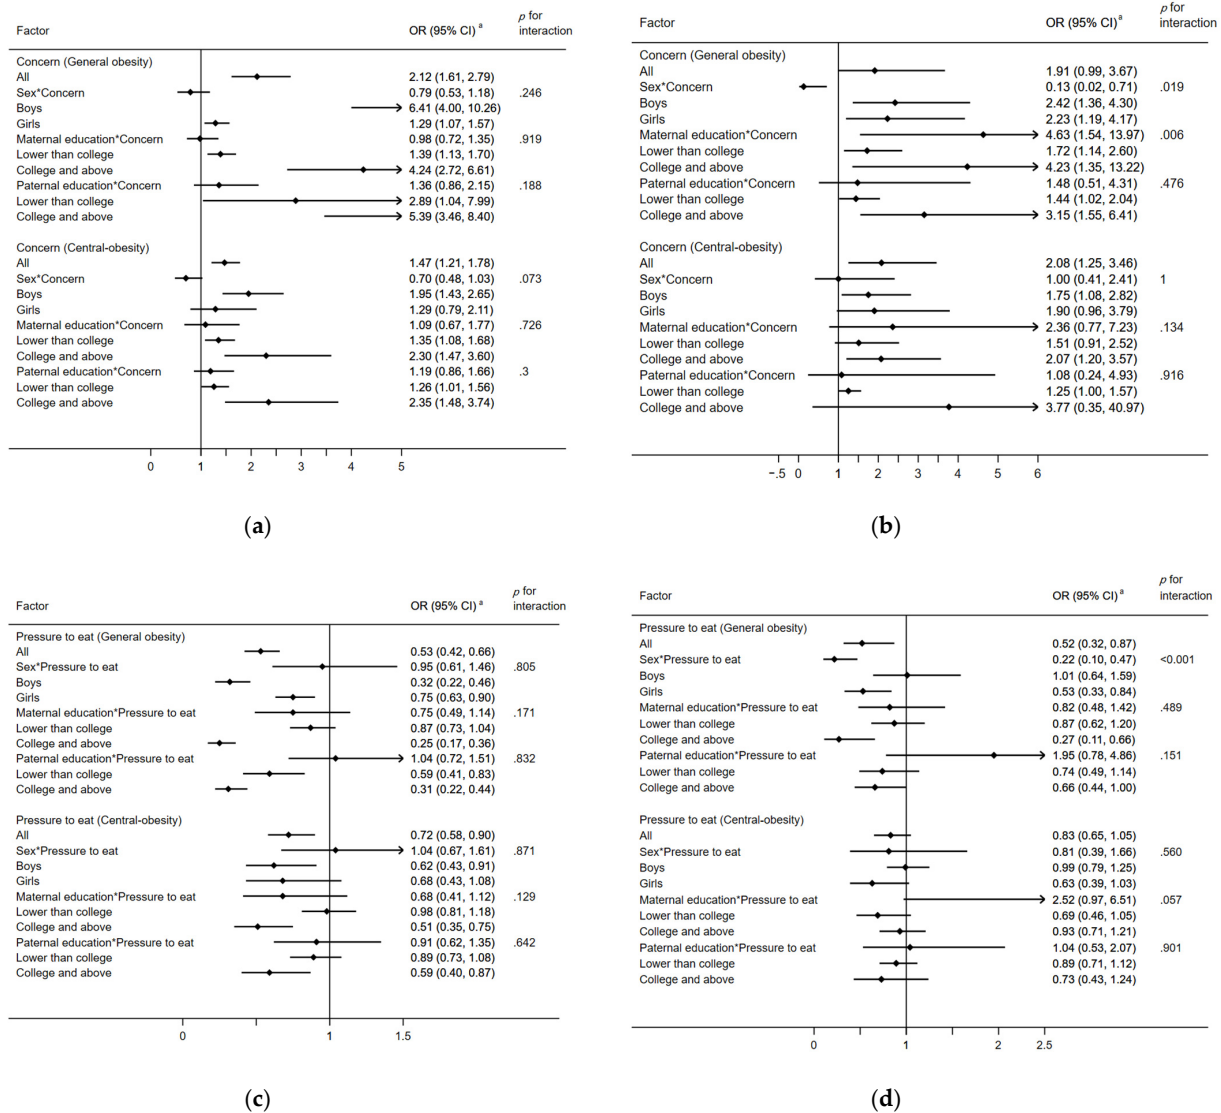 Factor OR (95% CI) a p for interaction
Concern (General obesity)
All 2.12 (1.61, 2.79)
Sex*Concern 0.79 (0.53, 1.18) .246
Boys 6.41 (4.00, 10.26)
Girls 1.29 (1.07, 1.57)
Maternal education*Concern 0.98 (0.72, 1.35) .919
Lower than college 1.39 (1.13, 1.70)
College and above 4.24 (2.72, 6.61)
Paternal education*Concern 1.36 (0.86, 2.15) .188
Lower than college 2.89 (1.04, 7.99)
College and above 5.39 (3.46, 8.40)
Concern (Central-obesity)
All 1.47 (1.21, 1.78)
Sex*Concern 0.70 (0.48, 1.03) .073
Boys 1.95 (1.43, 2.65)
Girls 1.29 (0.79, 2.11)
Maternal education*Concern 1.09 (0.67, 1.77) .726
Lower than college 1.35 (1.08, 1.68)
College and above 2.30 (1.47, 3.60)
Paternal education*Concern 1.19 (0.86, 1.66) .3
Lower than college 1.26 (1.01, 1.56)
College and above 2.35 (1.48, 3.74)
0 1 2 3 4 5
(a)
Factor OR (95% CI) a p for interaction
Concern (General obesity)
All 1.91 (0.99, 3.67)
Sex*Concern 0.13 (0.02, 0.71) .019
Boys 2.42 (1.36, 4.30)
Girls 2.23 (1.19, 4.17)
Maternal education*Concern 4.63 (1.54, 13.97) .006
Lower than college 1.72 (1.14, 2.60)
College and above 4.23 (1.35, 13.22)
Paternal education*Concern 1.48 (0.51, 4.31) .476
Lower than college 1.44 (1.02, 2.04)
College and above 3.15 (1.55, 6.41)
Concern (Central-obesity)
All 2.08 (1.25, 3.46)
Sex*Concern 1.00 (0.41, 2.41) 1
Boys 1.75 (1.08, 2.82)
Girls 1.90 (0.96, 3.79)
Maternal education*Concern 2.36 (0.77, 7.23) .134
Lower than college 1.51 (0.91, 2.52)
College and above 2.07 (1.20, 3.57)
Paternal education*Concern 1.08 (0.24, 4.93) .916
Lower than college 1.25 (1.00, 1.57)
College and above 3.77 (0.35, 40.97)
-.5 0 1 2 3 4 5 6
(b)
Factor OR (95% CI) a p for interaction
Pressure to eat (General obesity)
All 0.53 (0.42, 0.66)
Sex*Pressure to eat 0.95 (0.61, 1.46) .805
Boys 0.32 (0.22, 0.46)
Girls 0.75 (0.63, 0.90)
Maternal education*Pressure to eat 0.75 (0.49, 1.14) .171
Lower than college 0.87 (0.73, 1.04)
College and above 0.25 (0.17, 0.36)
Paternal education*Pressure to eat 1.04 (0.72, 1.51) .832
Lower than college 0.59 (0.41, 0.83)
College and above 0.31 (0.22, 0.44)
Pressure to eat (Central-obesity)
All 0.72 (0.58, 0.90)
Sex*Pressure to eat 1.04 (0.67, 1.61) .871
Boys 0.62 (0.43, 0.91)
Girls 0.68 (0.43, 1.08)
Maternal education*Pressure to eat 0.68 (0.41, 1.12) .129
Lower than college 0.98 (0.81, 1.18)
College and above 0.51 (0.35, 0.75)
Paternal education*Pressure to eat 0.91 (0.62, 1.35) .642
Lower than college 0.89 (0.73, 1.08)
College and above 0.59 (0.40, 0.87)
0 1 1.5
(c)
Factor OR (95% CI) a p for interaction
Pressure to eat (General obesity)
All 0.52 (0.32, 0.87)
Sex*Pressure to eat 0.22 (0.10, 0.47) <0.001
Boys 1.01 (0.64, 1.59)
Girls 0.53 (0.33, 0.84)
Maternal education*Pressure to eat 0.82 (0.48, 1.42) .489
Lower than college 0.87 (0.62, 1.20)
College and above 0.27 (0.11, 0.66)
Paternal education*Pressure to eat 1.95 (0.78, 4.86) .151
Lower than college 0.74 (0.49, 1.14)
College and above 0.66 (0.44, 1.00)
Pressure to eat (Central-obesity)
All 0.83 (0.65, 1.05)
Sex*Pressure to eat 0.81 (0.39, 1.66) .560
Boys 0.99 (0.79, 1.25)
Girls 0.63 (0.39, 1.03)
Maternal education*Pressure to eat 2.52 (0.97, 6.51) .057
Lower than college 0.69 (0.46, 1.05)
College and above 0.93 (0.71, 1.21)
Paternal education*Pressure to eat 1.04 (0.53, 2.07) .901
Lower than college 0.89 (0.71, 1.12)
College and above 0.73 (0.43, 1.24)
0 1 2 2.5
(d)